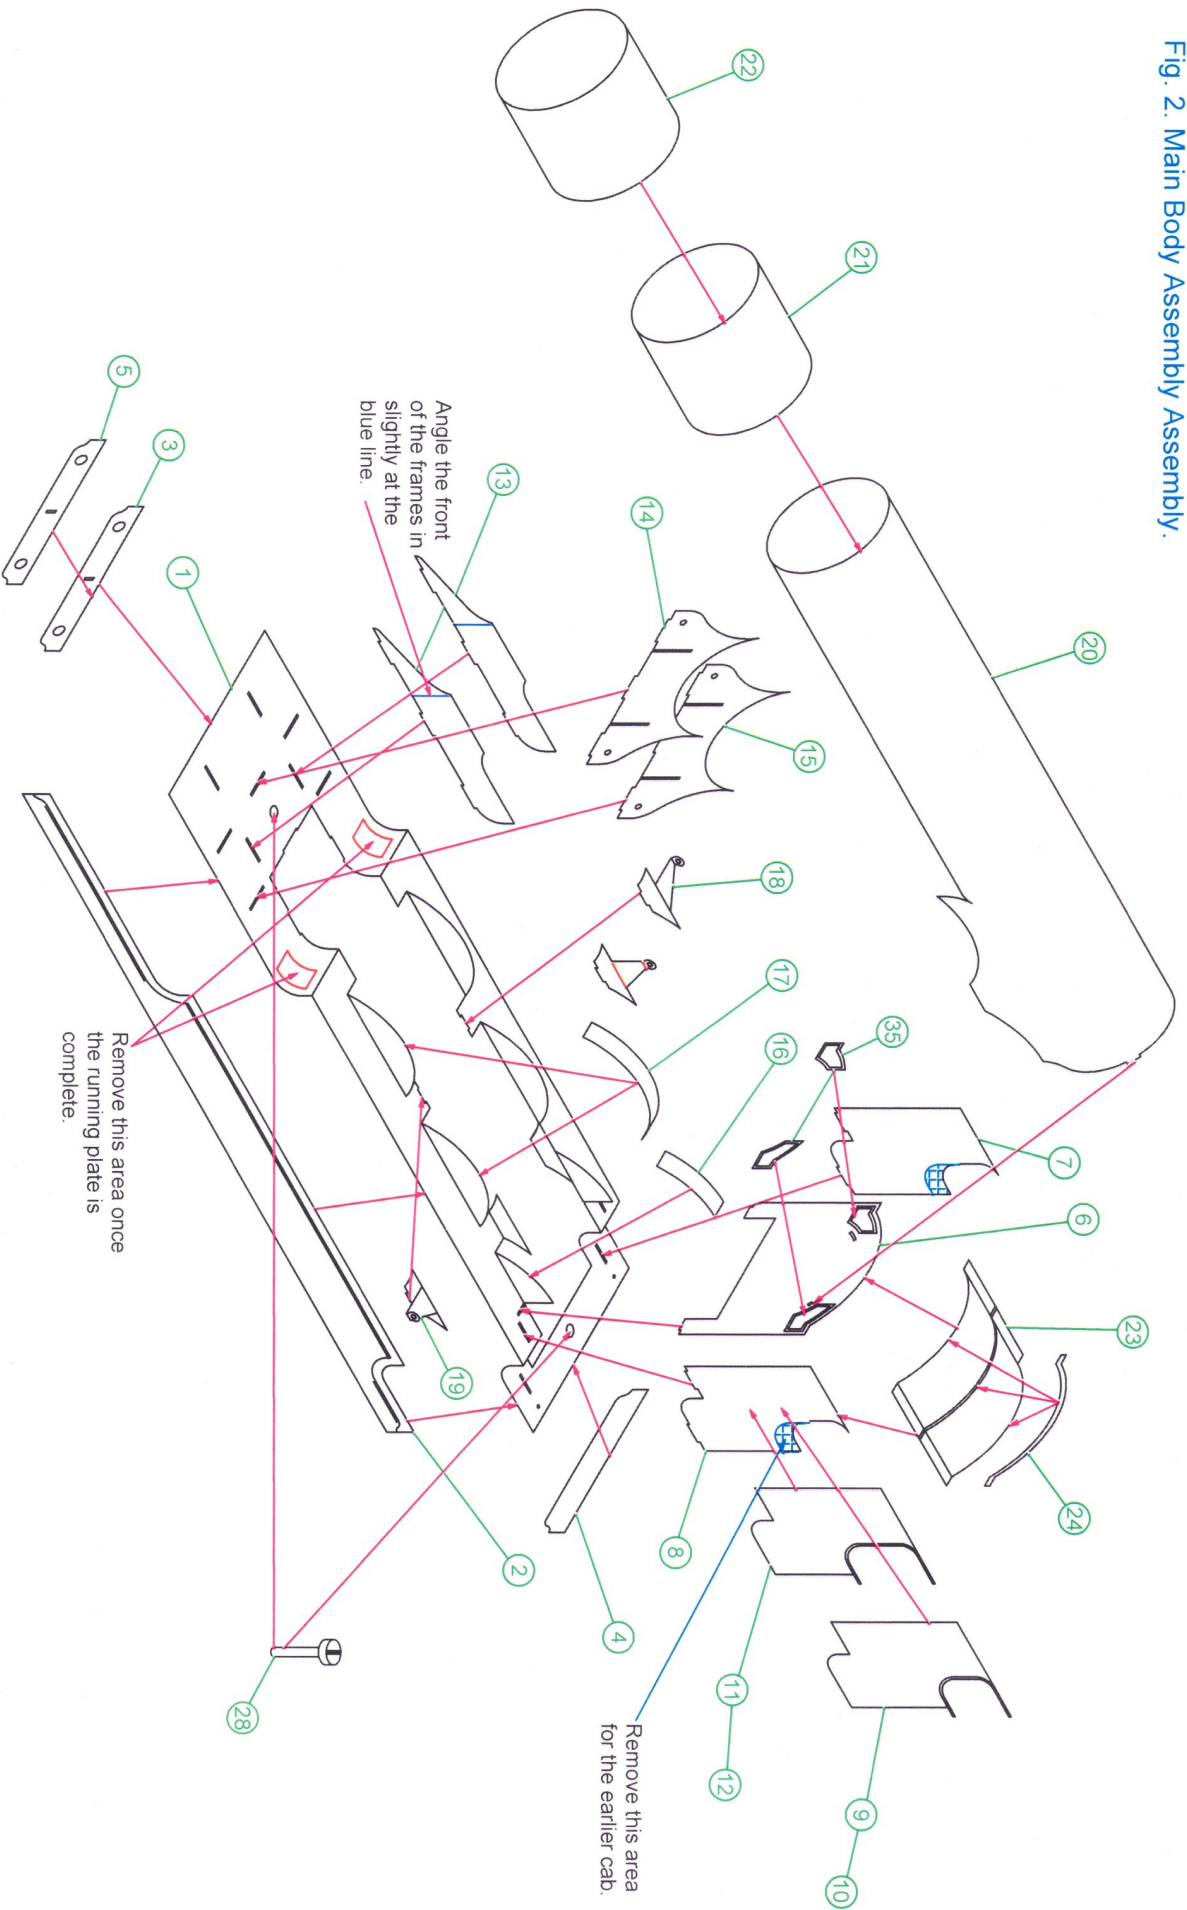 Fig. 2. Main Body Assembly Assembly.
22
21
20
5
3
1
13
14
15
Angle the front
of the frames in
slightly at the
blue line.
18
17
16
35
7
6
23
24
19
2
8
4
11
12
9
10
28
Remove this area once
the running plate is
complete.
Remove this area
for the earlier cab.